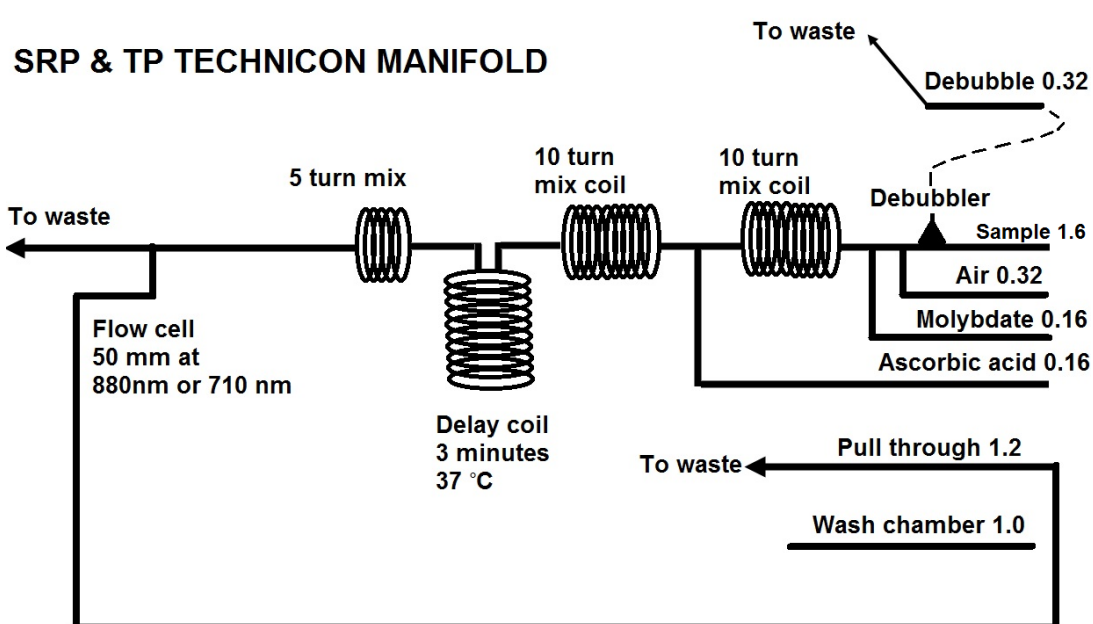 To waste
SRP & TP TECHNICON MANIFOLD
Debubble 0.32
5 turn mix
10 turn
mix coil
10 turn
mix coil
Debubbler
To waste
Sample 1.6
Air 0.32
Molybdate 0.16
Flow cell
50 mm at
880nm or 710 nm
Ascorbic acid 0.16
Delay coil
3 minutes
37 °C
Pull through 1.2
To waste
Wash chamber 1.0